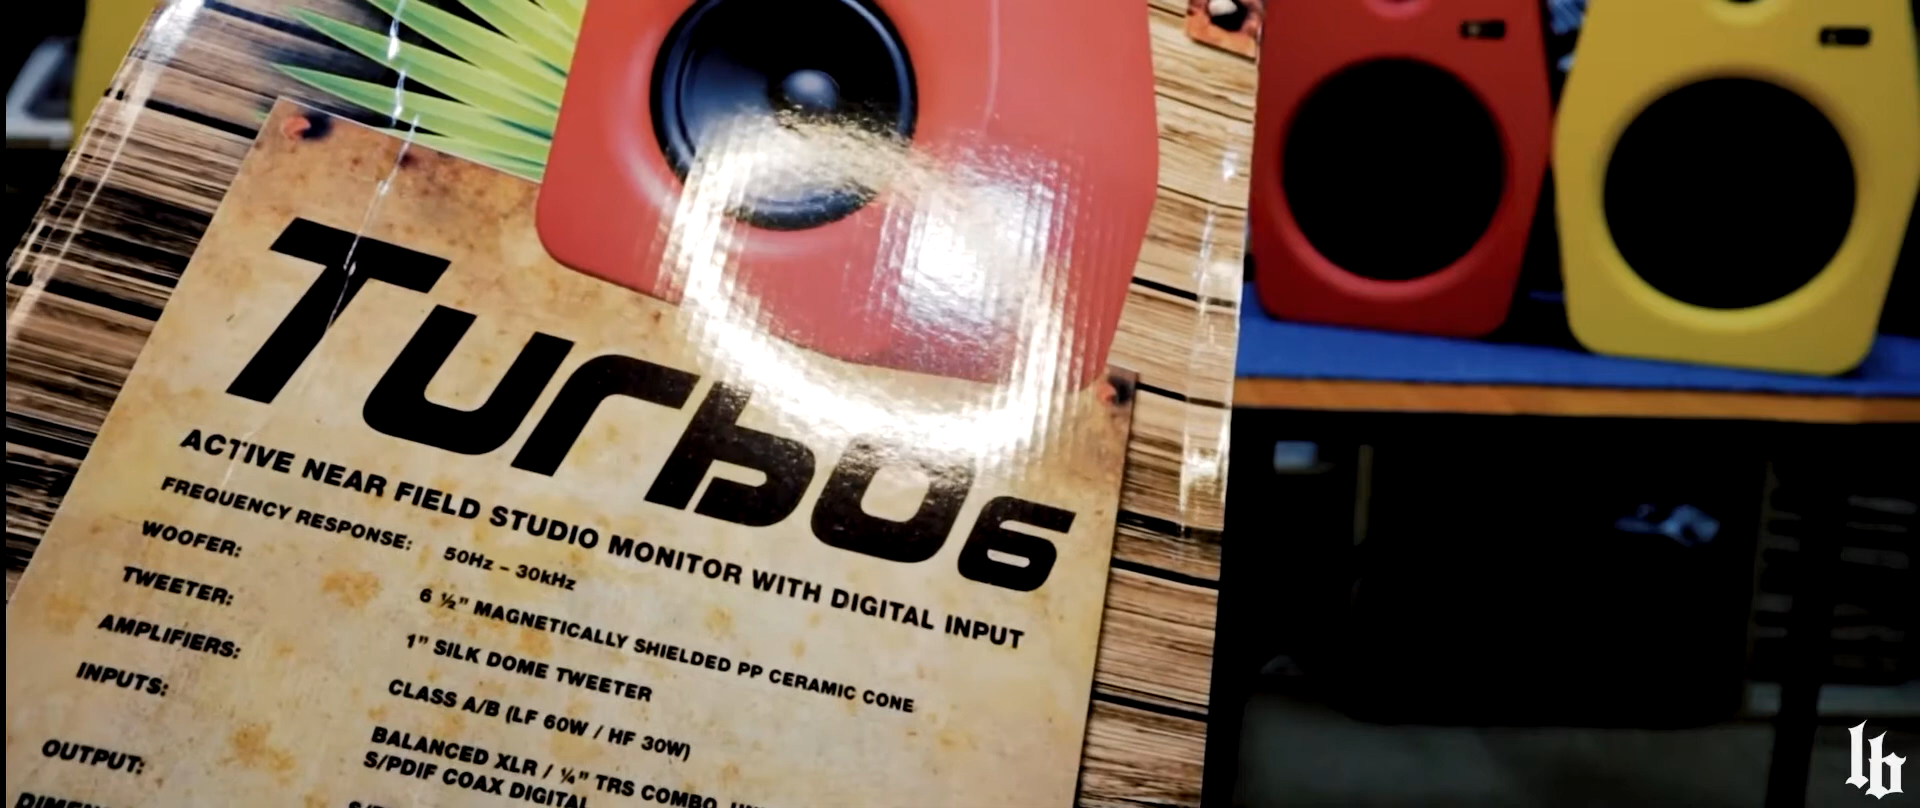 Turbo6
ACTIVE NEAR FIELD STUDIO MONITOR WITH DIGITAL INPUT
FREQUENCY RESPONSE: 50Hz – 30kHz
WOOFER: 6 ½” MAGNETICALLY SHIELDED PP CERAMIC CONE
TWEETER: 1” SILK DOME TWEETER
AMPLIFIERS: CLASS A/B (LF 60W / HF 30W)
INPUTS: BALANCED XLR / ¼” TRS COMBO,
S/PDIF COAX DIGITAL
OUTPUT:
lb